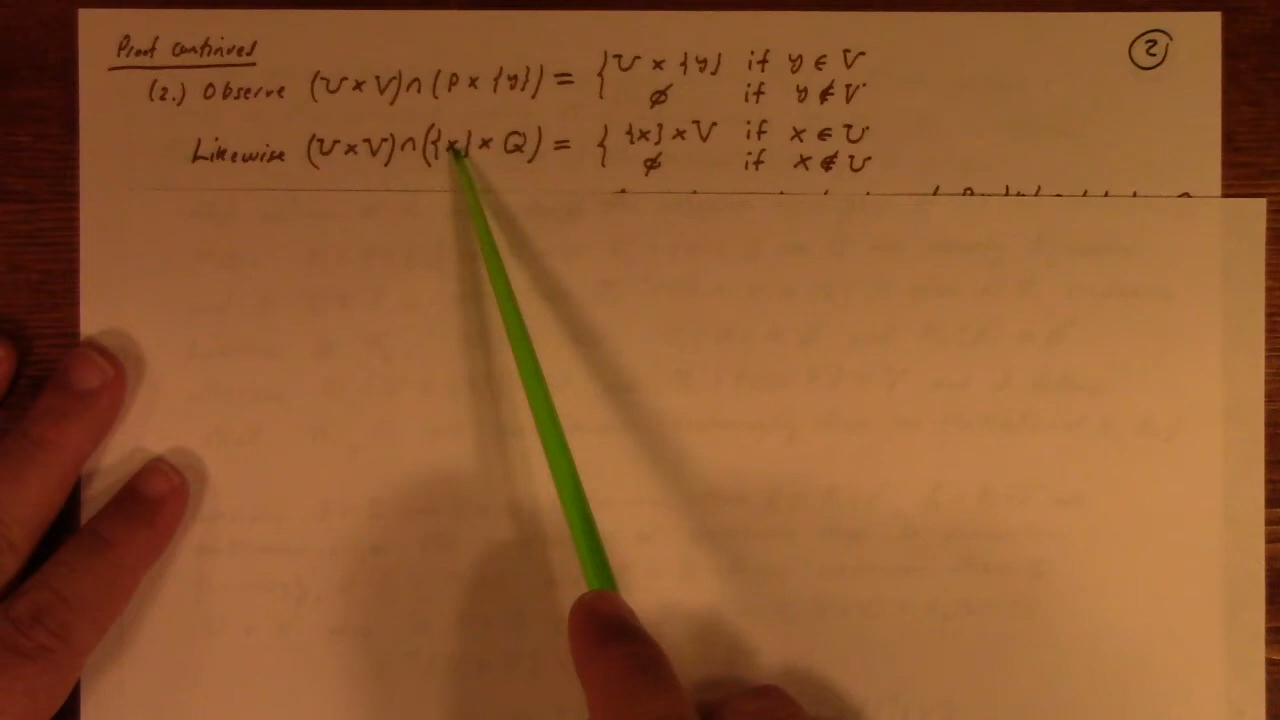 Proof continued
②
(2.) Observe (U × V) ∩ (P × {y}) = { U × {y} if y ∈ V
∅ if y ∉ V
Likewise (U × V) ∩ ({x} × Q) = { {x} × V if x ∈ U
∅ if x ∉ U